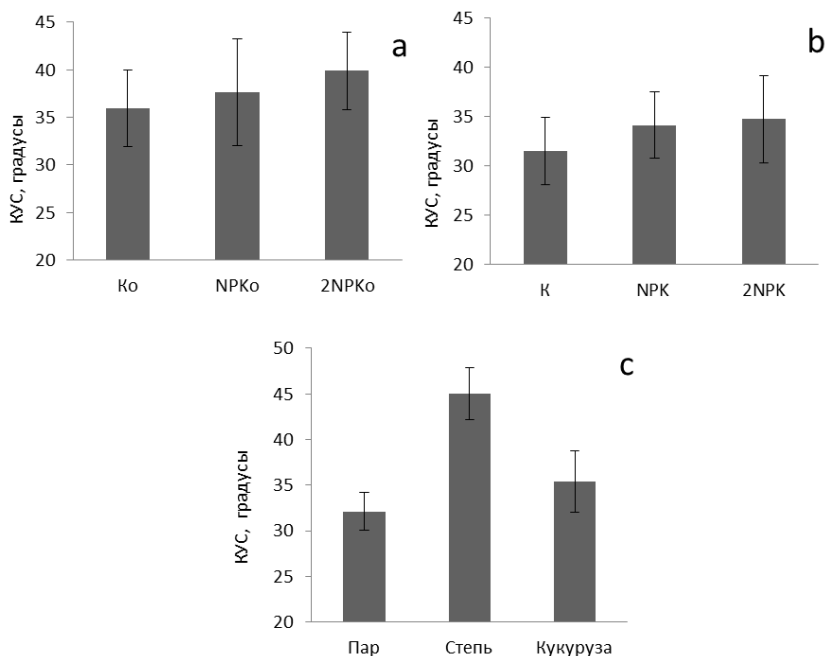 a
КУС, градусы
45
40
35
30
25
20
Ко NPKо 2NPKо
b
КУС, градусы
45
40
35
30
25
20
К NPK 2NPK
c
КУС, градусы
50
45
40
35
30
25
20
Пар Степь Кукуруза